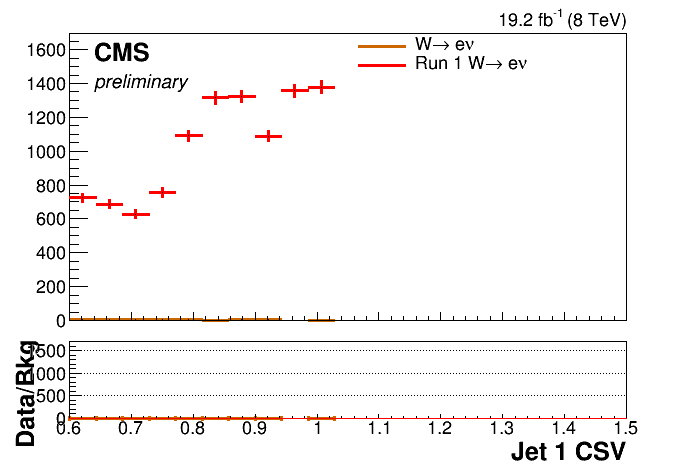 19.2 fb⁻¹ (8 TeV)
CMS
preliminary
W→ eν
Run 1 W→ eν
1600
1400
1200
1000
800
600
400
200
0
Data/Bkg
1000
500
0
0.6 0.7 0.8 0.9 1 1.1 1.2 1.3 1.4 1.5
Jet 1 CSV